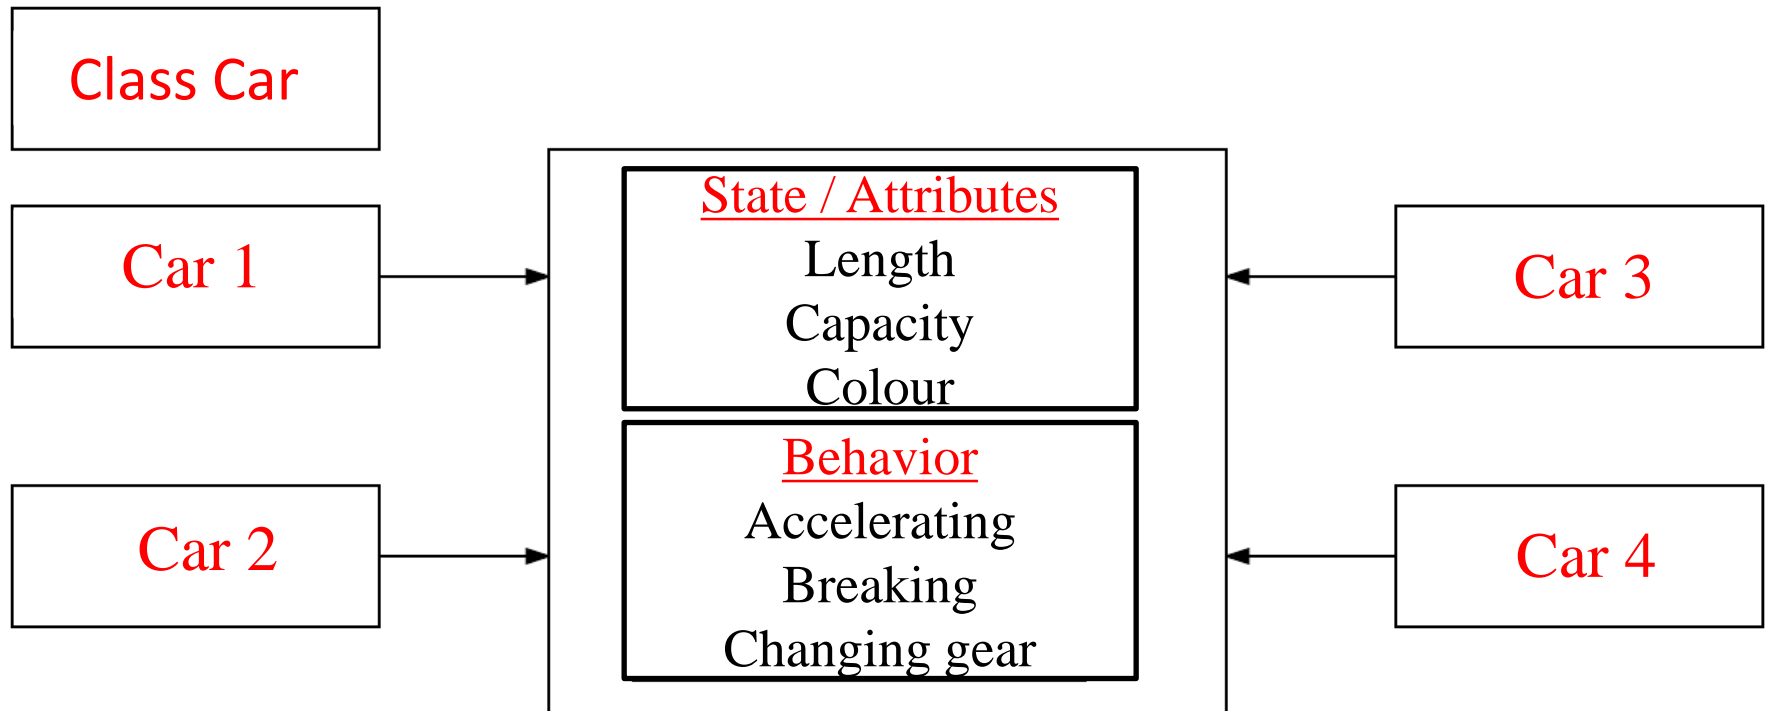 Class Car
Car 1
Car 2
State / Attributes
Length
Capacity
Colour
Behavior
Accelerating
Breaking
Changing gear
Car 3
Car 4